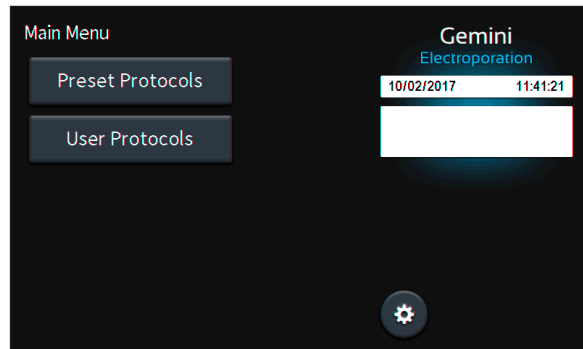 Main Menu
Preset Protocols
User Protocols
Gemini
Electroporation
10/02/2017 11:41:21